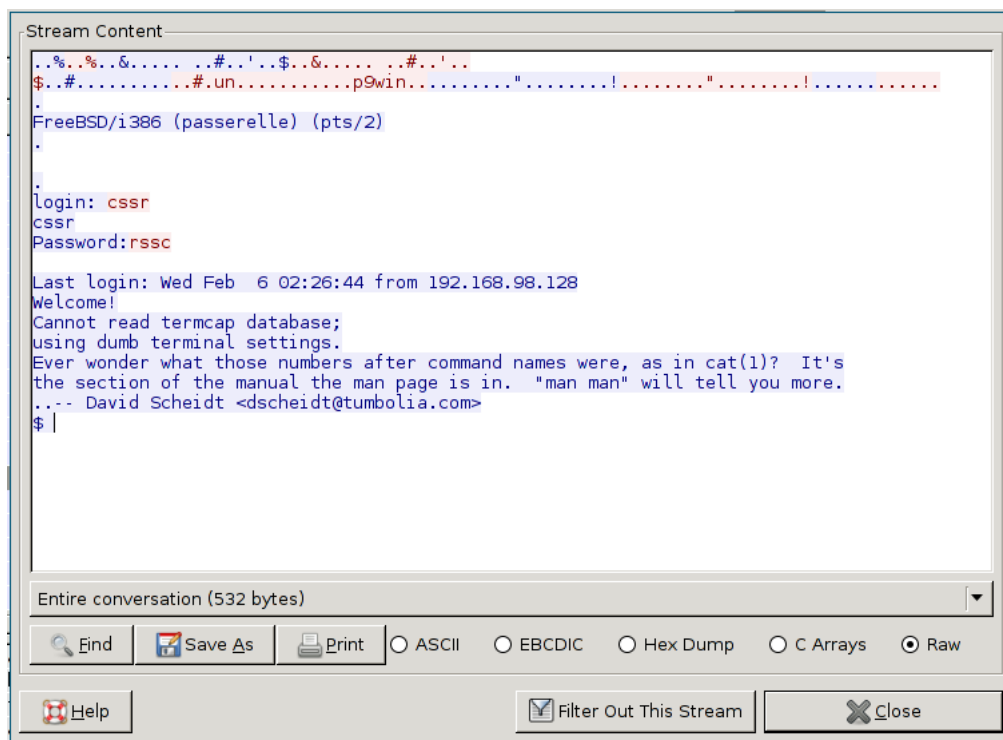 Stream Content
..%..%..&..... ..#..'..$..&..... ..#..'..
$..#...........#.un...........p9win..........."........!........"........!............
.
FreeBSD/i386 (passerelle) (pts/2)
.
.
login: cssr
cssr
Password:rssc
Last login: Wed Feb  6 02:26:44 from 192.168.98.128
Welcome!
Cannot read termcap database;
using dumb terminal settings.
Ever wonder what those numbers after command names were, as in cat(1)?  It's
the section of the manual the man page is in.  "man man" will tell you more.
..-- David Scheidt <dscheidt@tumbolia.com>
$
Entire conversation (532 bytes)
Find Save As Print ASCII EBCDIC Hex Dump C Arrays Raw
Help Filter Out This Stream Close